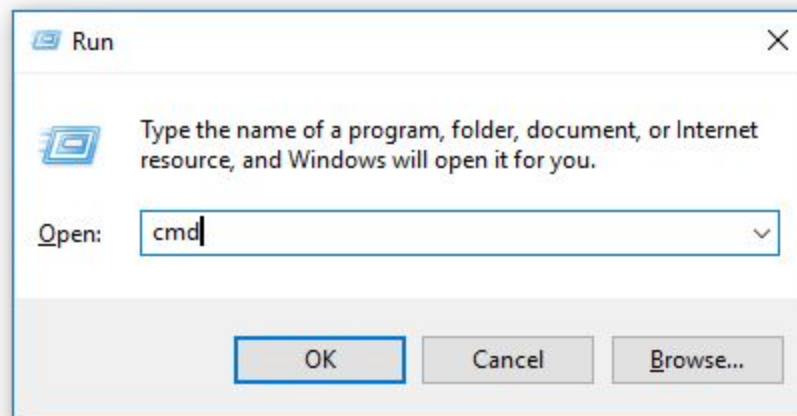 Run
Type the name of a program, folder, document, or Internet
resource, and Windows will open it for you.
Open: cmd
OK Cancel Browse...